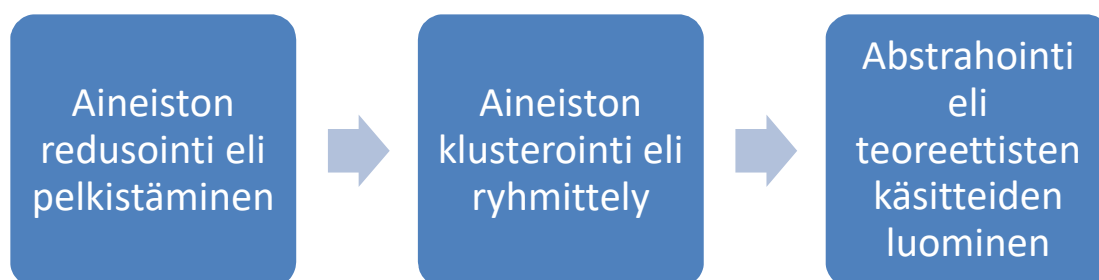 Aineiston
redusointi eli
pelkistäminen
Aineiston
klusterointi eli
ryhmittely
Abstrahointi
eli
teoreettisten
käsitteiden
luominen